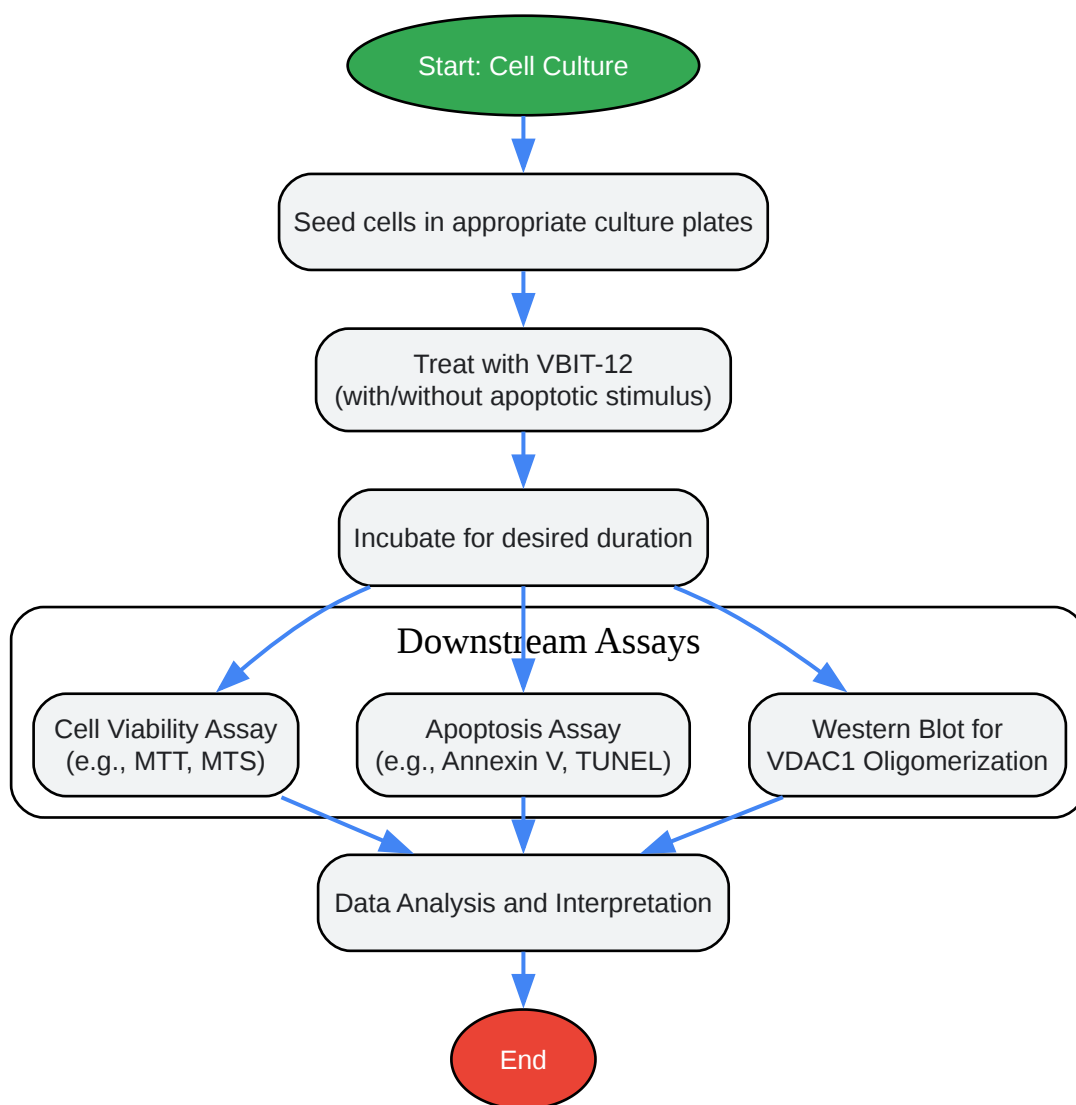 Start: Cell Culture
Seed cells in appropriate culture plates
Treat with VBIT-12
(with/without apoptotic stimulus)
Incubate for desired duration
Downstream Assays
Cell Viability Assay
(e.g., MTT, MTS)
Apoptosis Assay
(e.g., Annexin V, TUNEL)
Western Blot for
VDAC1 Oligomerization
Data Analysis and Interpretation
End